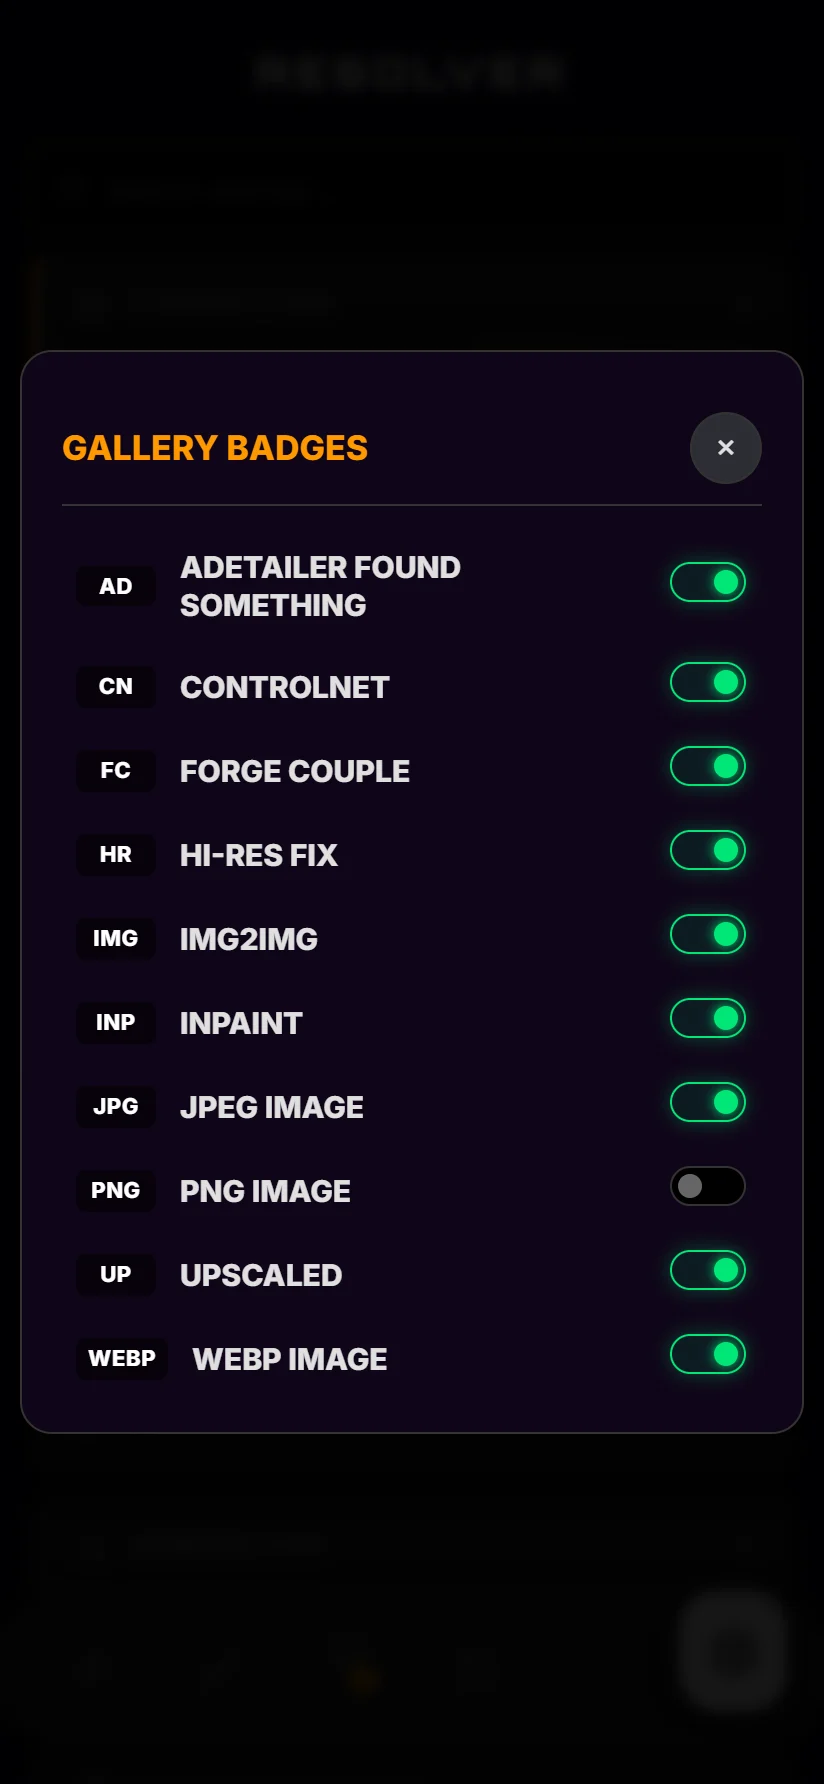 RESOLVER
GALLERY BADGES
×
AD
ADETAILER FOUND
SOMETHING
CN
CONTROLNET
FC
FORGE COUPLE
HR
HI-RES FIX
IMG
IMG2IMG
INP
INPAINT
JPG
JPEG IMAGE
PNG
PNG IMAGE
UP
UPSCALED
WEBP
WEBP IMAGE